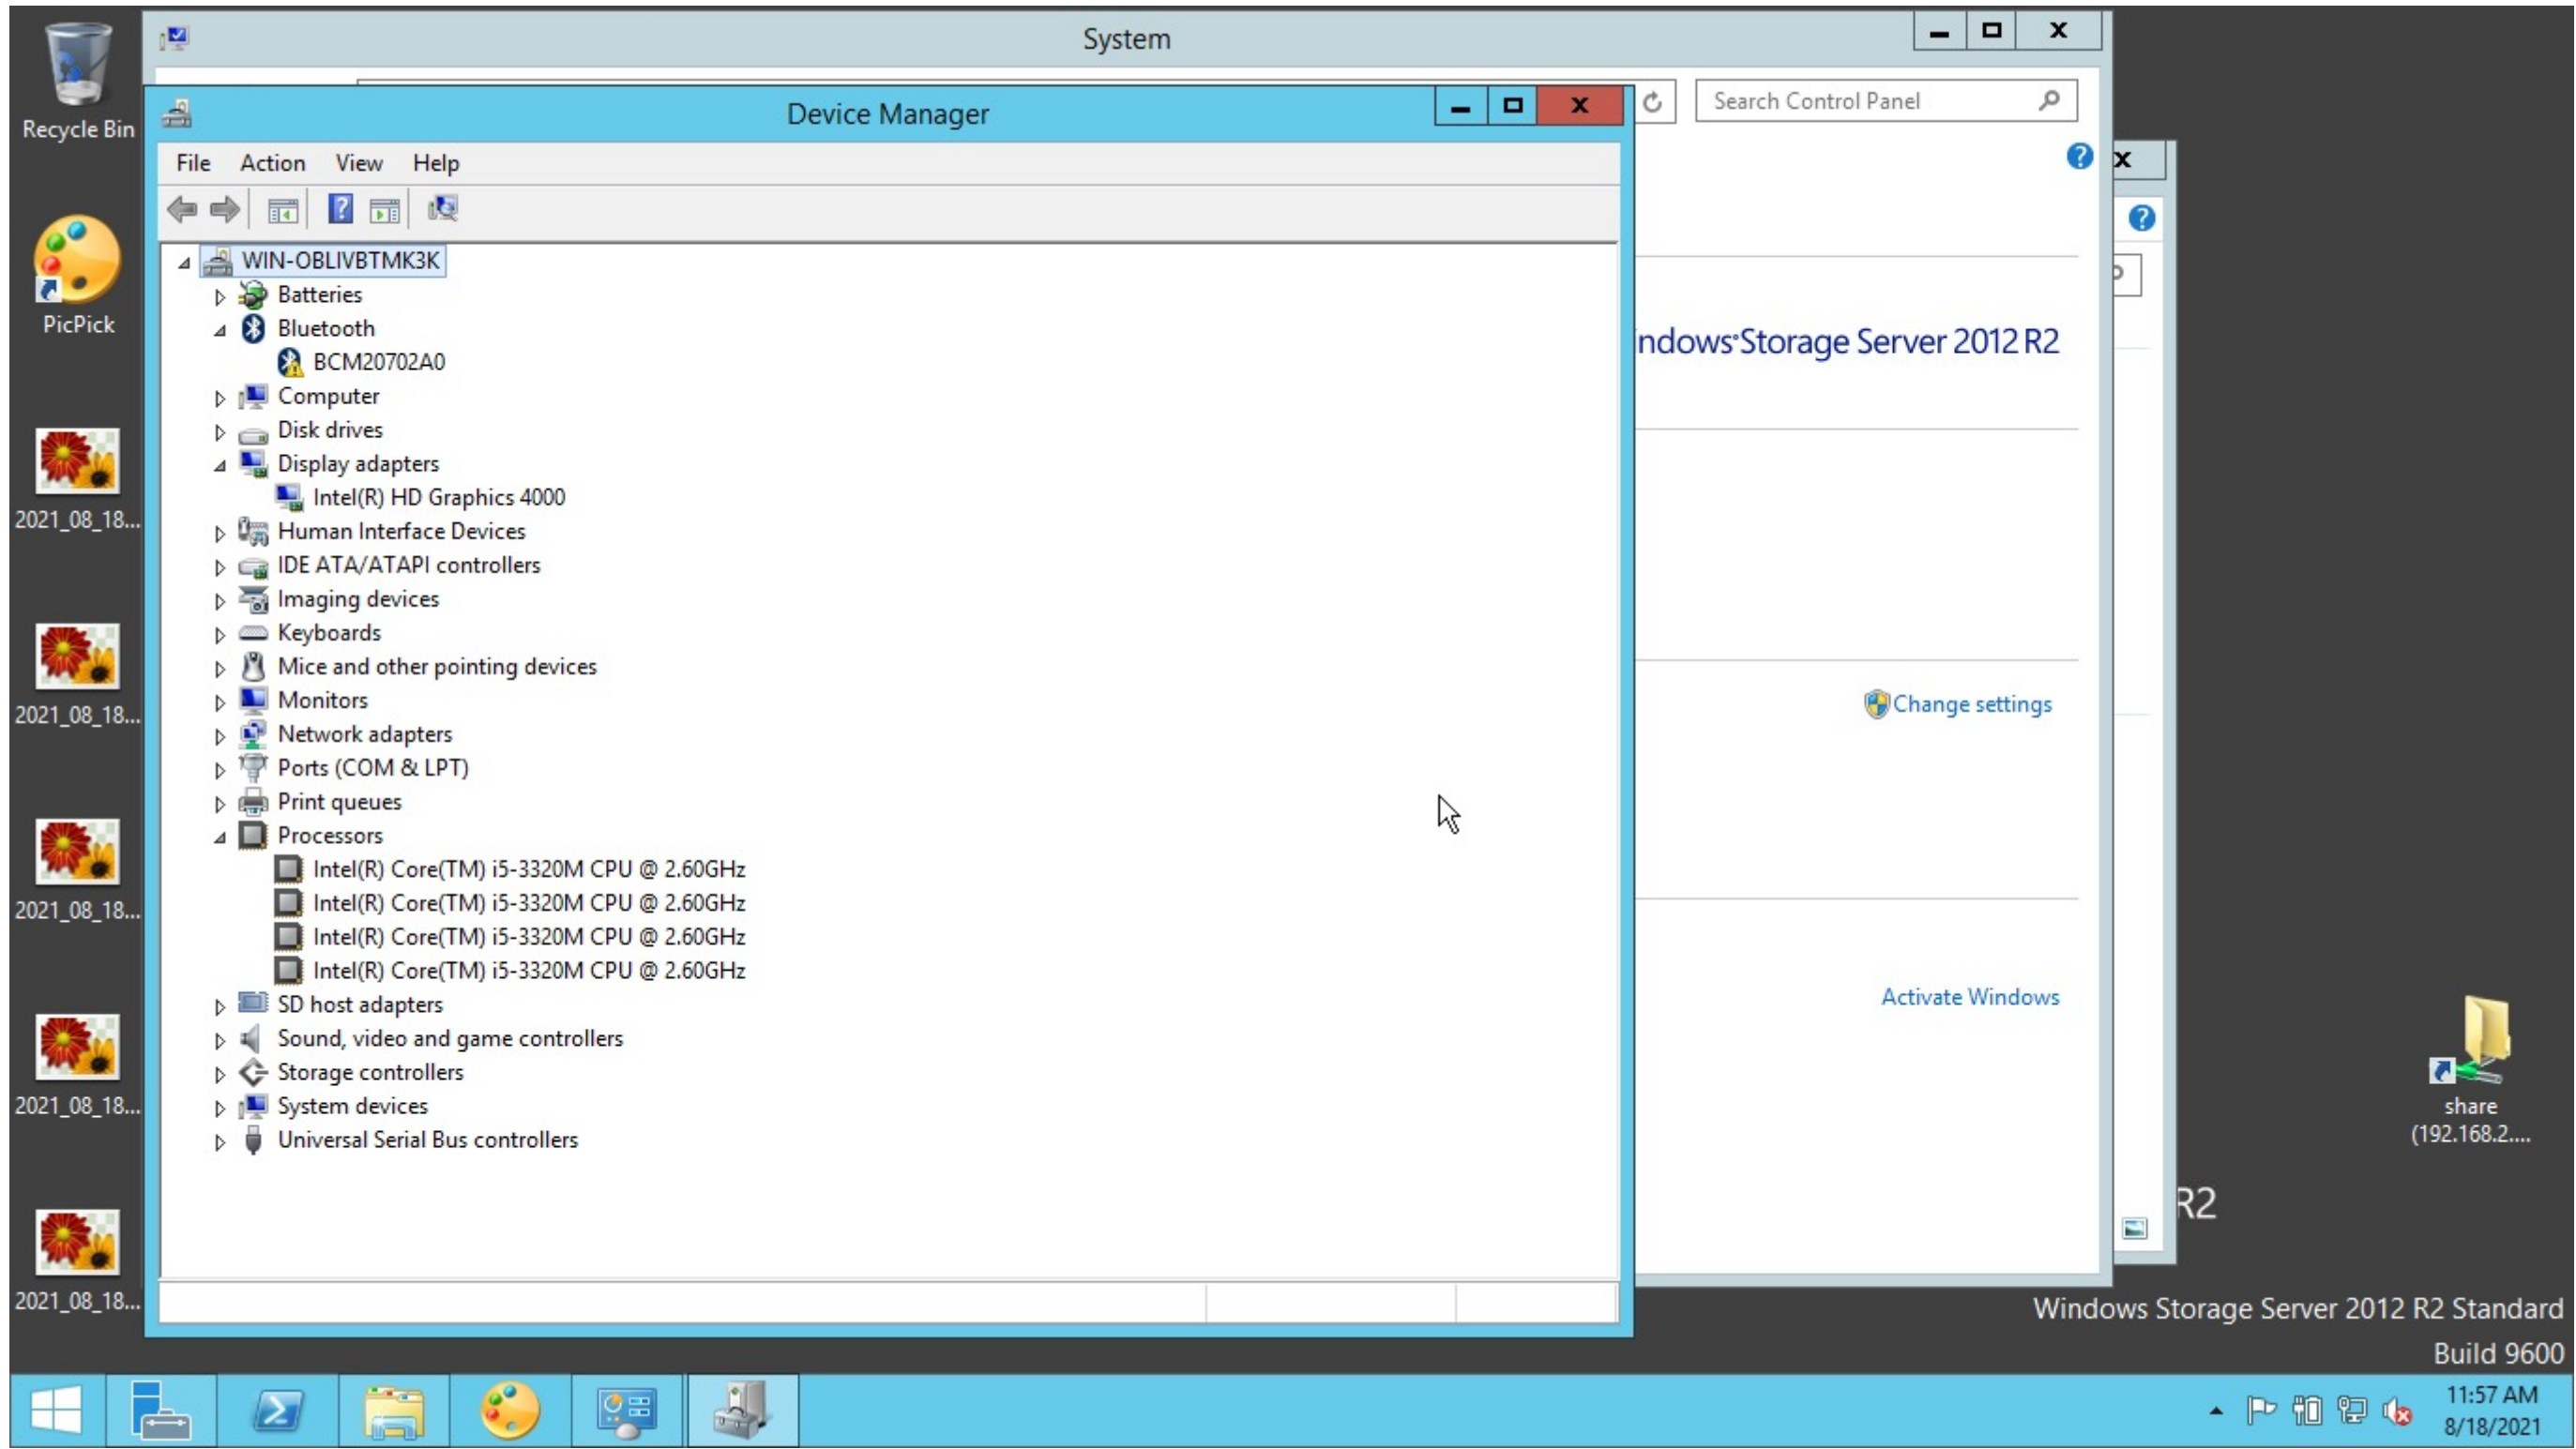 System
Recycle Bin
Device Manager
Search Control Panel
File Action View Help
WIN-OBLIVBTMK3K
Batteries
PicPick
Bluetooth
ndows Storage Server 2012 R2
BCM20702A0
Computer
Disk drives
Display adapters
Intel(R) HD Graphics 4000
2021_08_18...
Human Interface Devices
IDE ATA/ATAPI controllers
Imaging devices
Keyboards
Mice and other pointing devices
Monitors
Change settings
2021_08_18...
Network adapters
Ports (COM & LPT)
Print queues
Processors
Intel(R) Core(TM) i5-3320M CPU @ 2.60GHz
Intel(R) Core(TM) i5-3320M CPU @ 2.60GHz
2021_08_18...
Intel(R) Core(TM) i5-3320M CPU @ 2.60GHz
Intel(R) Core(TM) i5-3320M CPU @ 2.60GHz
Activate Windows
SD host adapters
Sound, video and game controllers
Storage controllers
System devices
2021_08_18...
share
(192.168.2....
Universal Serial Bus controllers
R2
2021_08_18...
Windows Storage Server 2012 R2 Standard
Build 9600
11:57 AM
8/18/2021